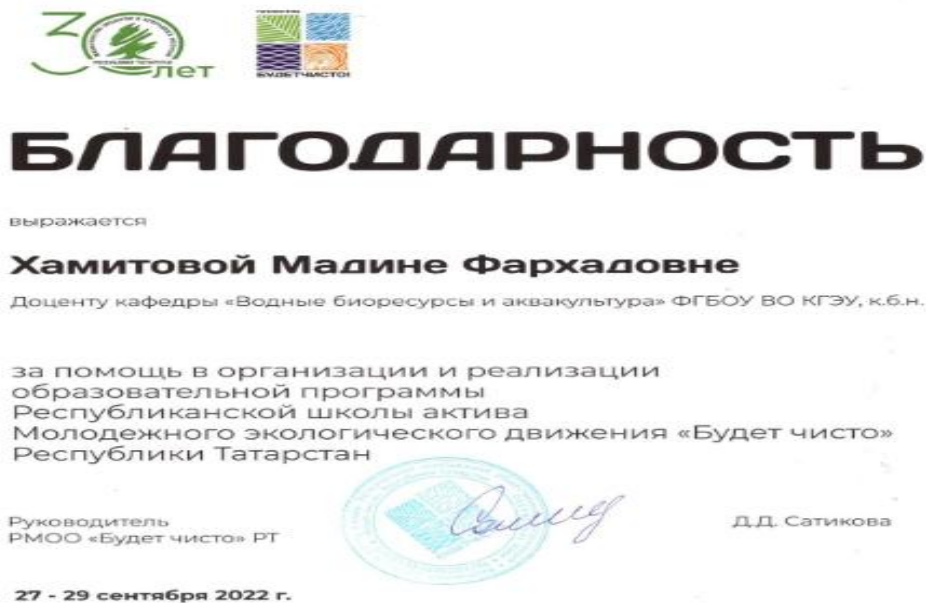 30 лет
РЕСПУБЛИКИ ТАТАРСТАН
БУДЕТ ЧИСТО!
БЛАГОДАРНОСТЬ
выражается
Хамитовой Мадине Фархадовне
Доценту кафедры «Водные биоресурсы и аквакультура» ФГБОУ ВО КГЭУ, к.б.н.
за помощь в организации и реализации
образовательной программы
Республиканской школы актива
Молодежного экологического движения «Будет чисто»
Республики Татарстан
Руководитель
РМОО «Будет чисто» РТ
Д.Д. Сатикова
27 - 29 сентября 2022 г.